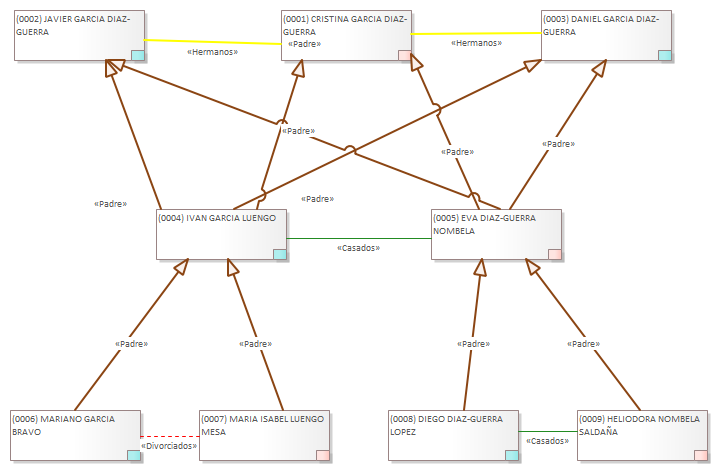 (0002) JAVIER GARCIA DIAZ-
GUERRA
(0001) CRISTINA GARCIA DIAZ-
GUERRA
(0003) DANIEL GARCIA DIAZ-
GUERRA
«Hermanos»
«Padre»
«Hermanos»
«Padre»
«Padre»
«Padre»
«Padre»
«Padre»
(0004) IVAN GARCIA LUENGO
(0005) EVA DIAZ-GUERRA
NOMBELA
«Casados»
«Padre»
«Padre»
«Padre»
«Padre»
(0006) MARIANO GARCIA
BRAVO
(0007) MARIA ISABEL LUENGO
MESA
(0008) DIEGO DIAZ-GUERRA
LOPEZ
(0009) HELIODORA NOMBELA
SALDAÑA
«Divorciados»
«Casados»